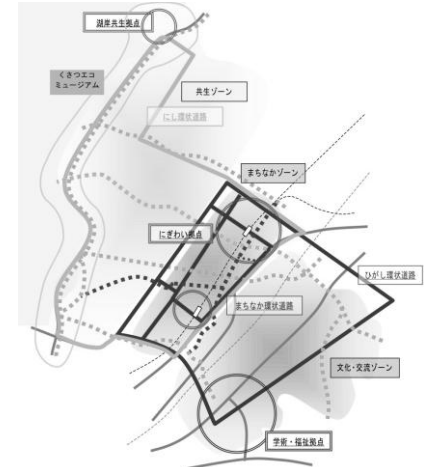 湖岸共生拠点
くさつエコ
ミュージアム
共生ゾーン
にし環状道路
まちなかゾーン
にぎわい拠点
ひがし環状道路
まちなか環状道路
文化・交流ゾーン
学術・福祉拠点